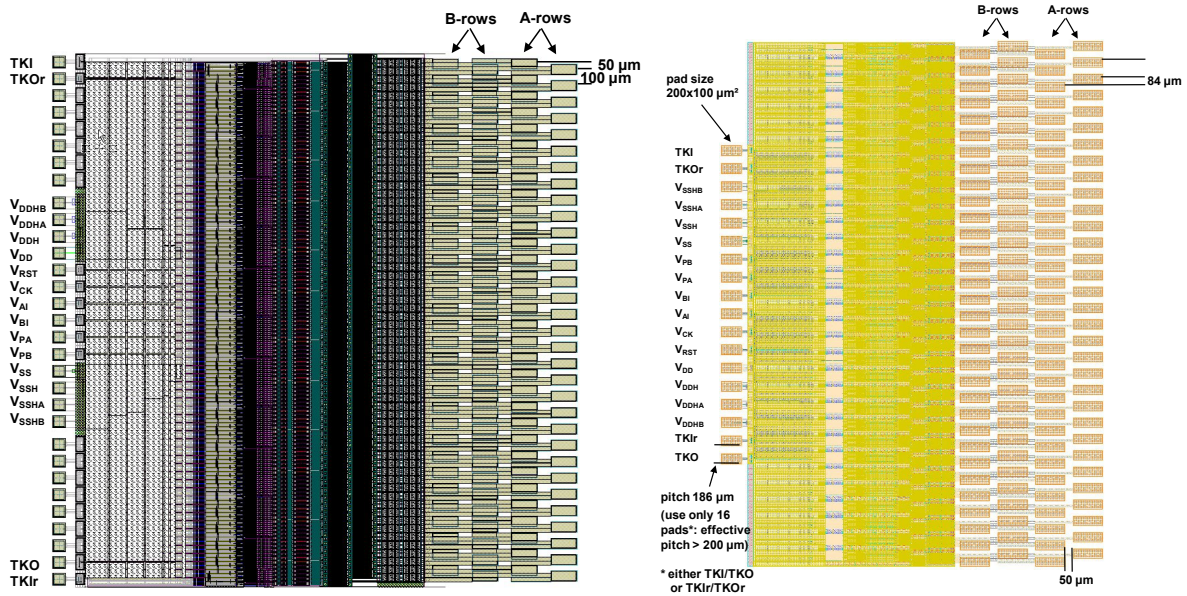 B-rows A-rows
TKI
TKOr
50 µm
100 µm
VDDHB
VDDHA
VDDH
VDD
VRST
VCK
VAI
VBI
VPA
VPB
VSS
VSSH
VSSHA
VSSHB
TKO
TKIr
B-rows A-rows
pad size
200x100 µm²
84 µm
TKI
TKOr
VSSHB
VSSHA
VSSH
VSS
VPB
VPA
VBI
VAI
VCK
VRST
VDD
VDDH
VDDHA
VDDHB
TKIr
TKO
pitch 186 µm
(use only 16
pads*: effective
pitch > 200 µm)
* either TKI/TKO
or TKIr/TKOr
50 µm